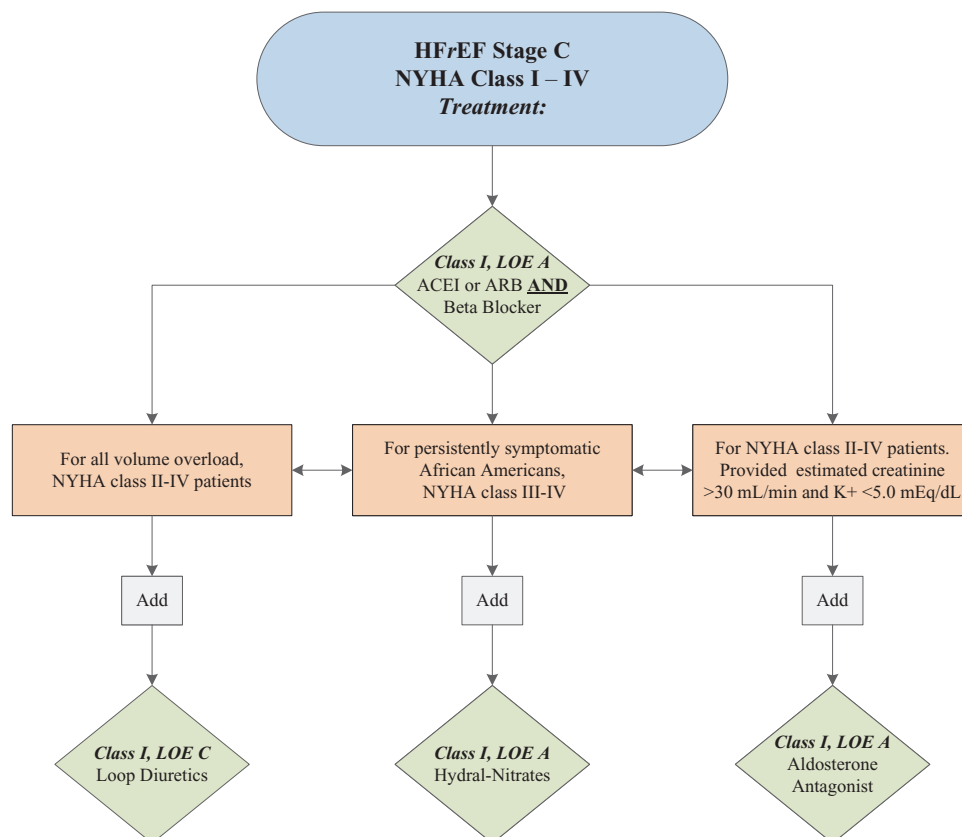 HFrEF Stage C
NYHA Class I – IV
Treatment:
Class I, LOE A
ACEI or ARB AND
Beta Blocker
For all volume overload,
NYHA class II-IV patients
For persistently symptomatic
African Americans,
NYHA class III-IV
For NYHA class II-IV patients.
Provided estimated creatinine
>30 mL/min and K+ <5.0 mEq/dL
Add
Add
Add
Class I, LOE C
Loop Diuretics
Class I, LOE A
Hydral-Nitrates
Class I, LOE A
Aldosterone
Antagonist